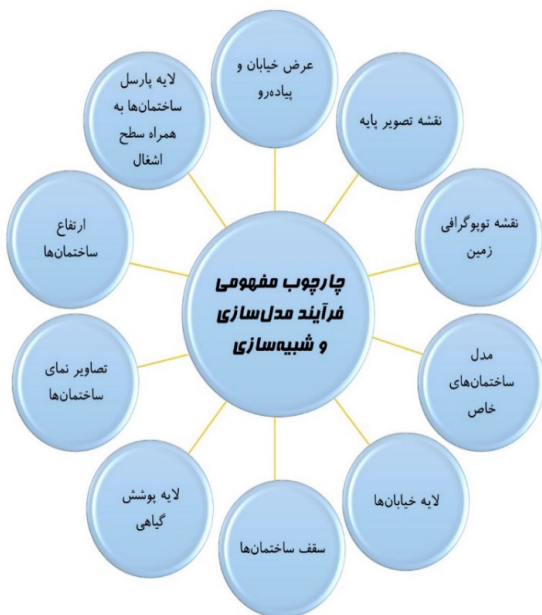 عرض خیابان و
پیاده‌رو
نقشه تصویر پایه
نقشه توپوگرافی
زمین
مدل
ساختمان‌های
خاص
لایه خیابان‌ها
سقف ساختمان‌ها
لایه پوشش
گیاهی
تصاویر نمای
ساختمان‌ها
ارتفاع
ساختمان‌ها
لایه پارسل
ساختمان‌ها به
همراه سطح
اشغال
چارچوب مفهومی
فرآیند مدل‌سازی
و شبیه‌سازی